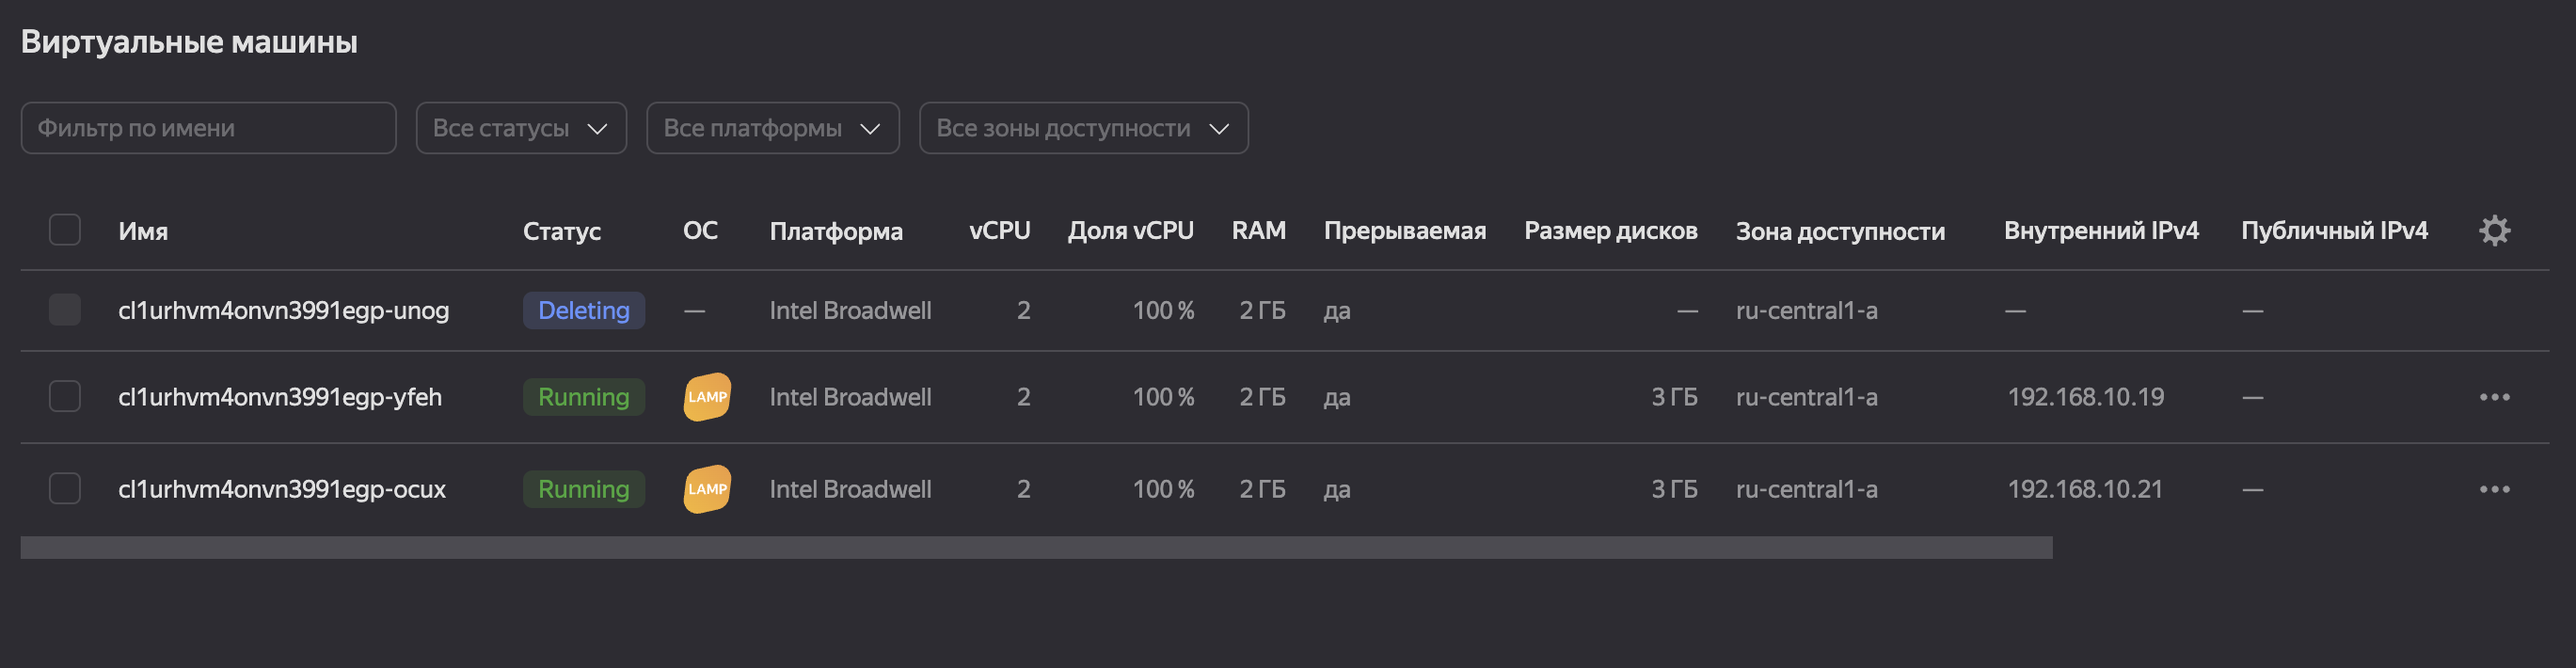 Виртуальные машины
Фильтр по имени Все статусы Все платформы Все зоны доступности
Имя Статус ОС Платформа vCPU Доля vCPU RAM Прерываемая Размер дисков Зона доступности Внутренний IPv4 Публичный IPv4
cl1urhvm4onvn3991egp-unog Deleting — Intel Broadwell 2 100 % 2 ГБ да — ru-central1-a — —
cl1urhvm4onvn3991egp-yfeh Running LAMP Intel Broadwell 2 100 % 2 ГБ да 3 ГБ ru-central1-a 192.168.10.19 —
cl1urhvm4onvn3991egp-ocux Running LAMP Intel Broadwell 2 100 % 2 ГБ да 3 ГБ ru-central1-a 192.168.10.21 —